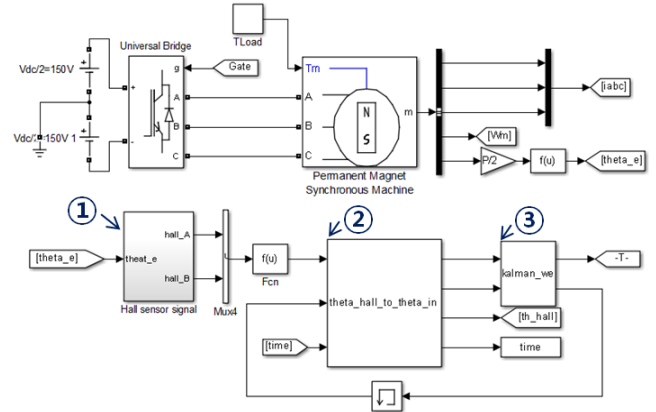 TLoad
Universal Bridge
Vdc/2=150V
+
g
Gate
Tm
A
A
m
[iabc]
B
B
N
S
[Wm]
Vdc/2=150V 1
-
C
C
P/2
f(u)
[theta_e]
Permanent Magnet
Synchronous Machine
①
②
③
[theta_e]
theat_e
hall_A
hall_B
Hall sensor signal
Mux4
f(u)
Fcn
theta_hall_to_theta_in
kalman_we
-T-
[th_hall]
[time]
time